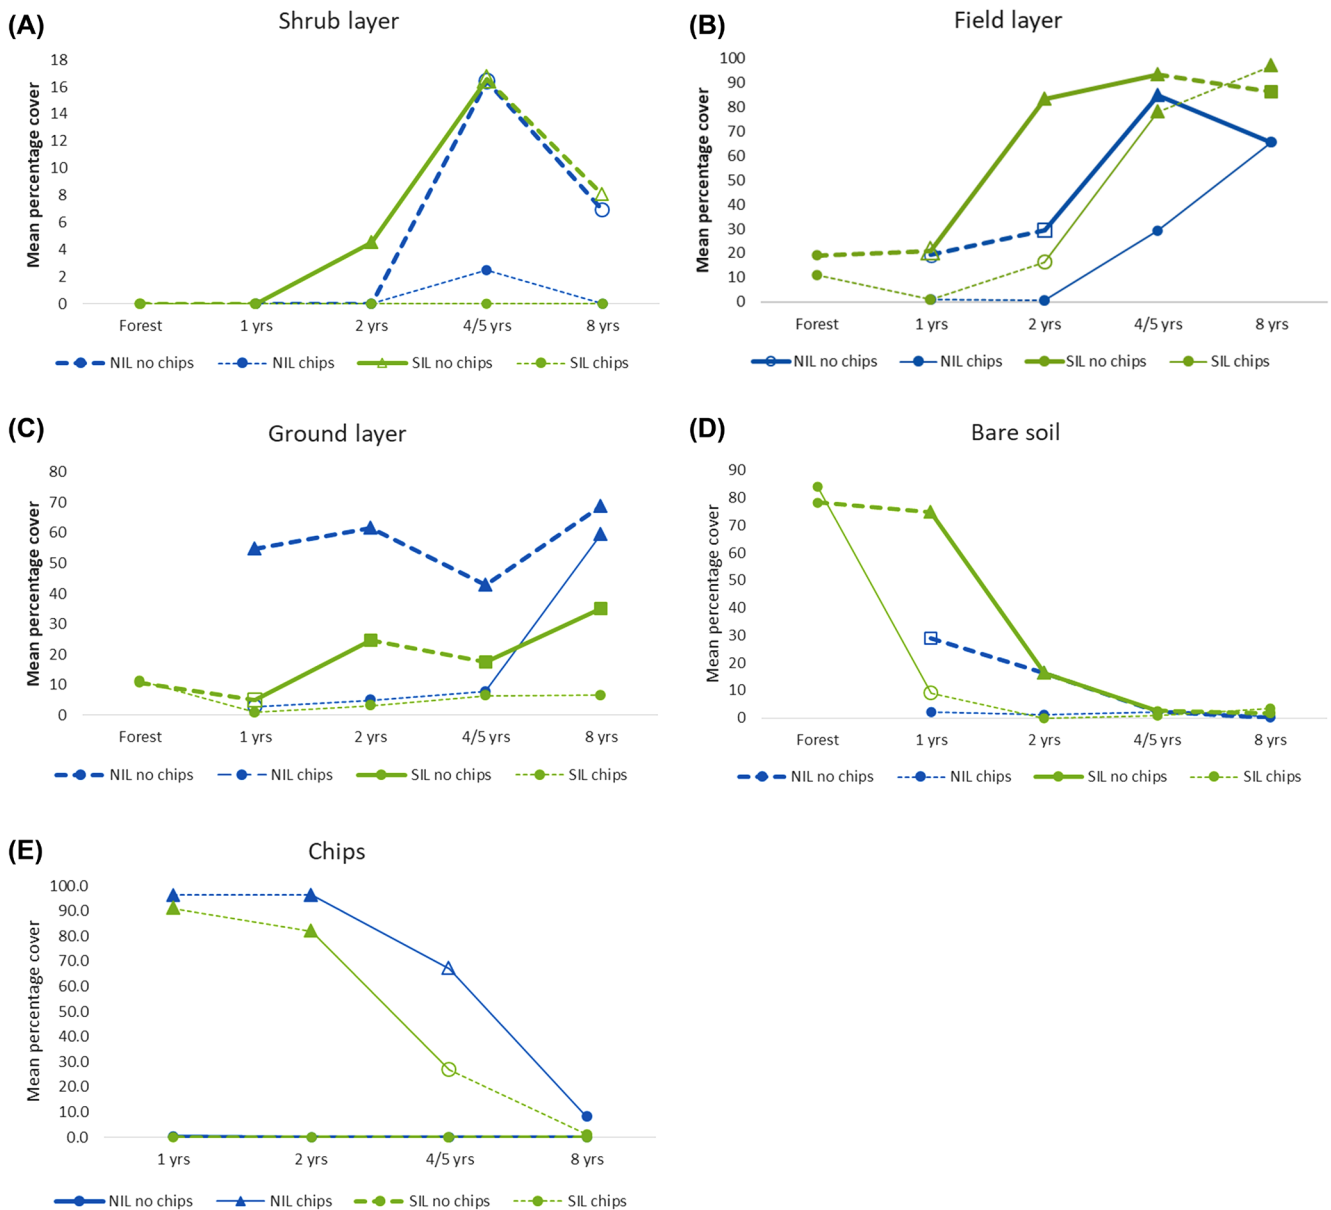 (A)
Shrub layer
Mean percentage cover
18
16
14
12
10
8
6
4
2
0
Forest 1 yrs 2 yrs 4/5 yrs 8 yrs
NIL no chips NIL chips SIL no chips SIL chips
(B)
Field layer
Mean percentage cover
100
90
80
70
60
50
40
30
20
10
0
Forest 1 yrs 2 yrs 4/5 yrs 8 yrs
NIL no chips NIL chips SIL no chips SIL chips
(C)
Ground layer
Mean percentage cover
80
70
60
50
40
30
20
10
0
Forest 1 yrs 2 yrs 4/5 yrs 8 yrs
NIL no chips NIL chips SIL no chips SIL chips
(D)
Bare soil
Mean percentage cover
90
80
70
60
50
40
30
20
10
0
Forest 1 yrs 2 yrs 4/5 yrs 8 yrs
NIL no chips NIL chips SIL no chips SIL chips
(E)
Chips
Mean percentage cover
100.0
90.0
80.0
70.0
60.0
50.0
40.0
30.0
20.0
10.0
0.0
1 yrs 2 yrs 4/5 yrs 8 yrs
NIL no chips NIL chips SIL no chips SIL chips